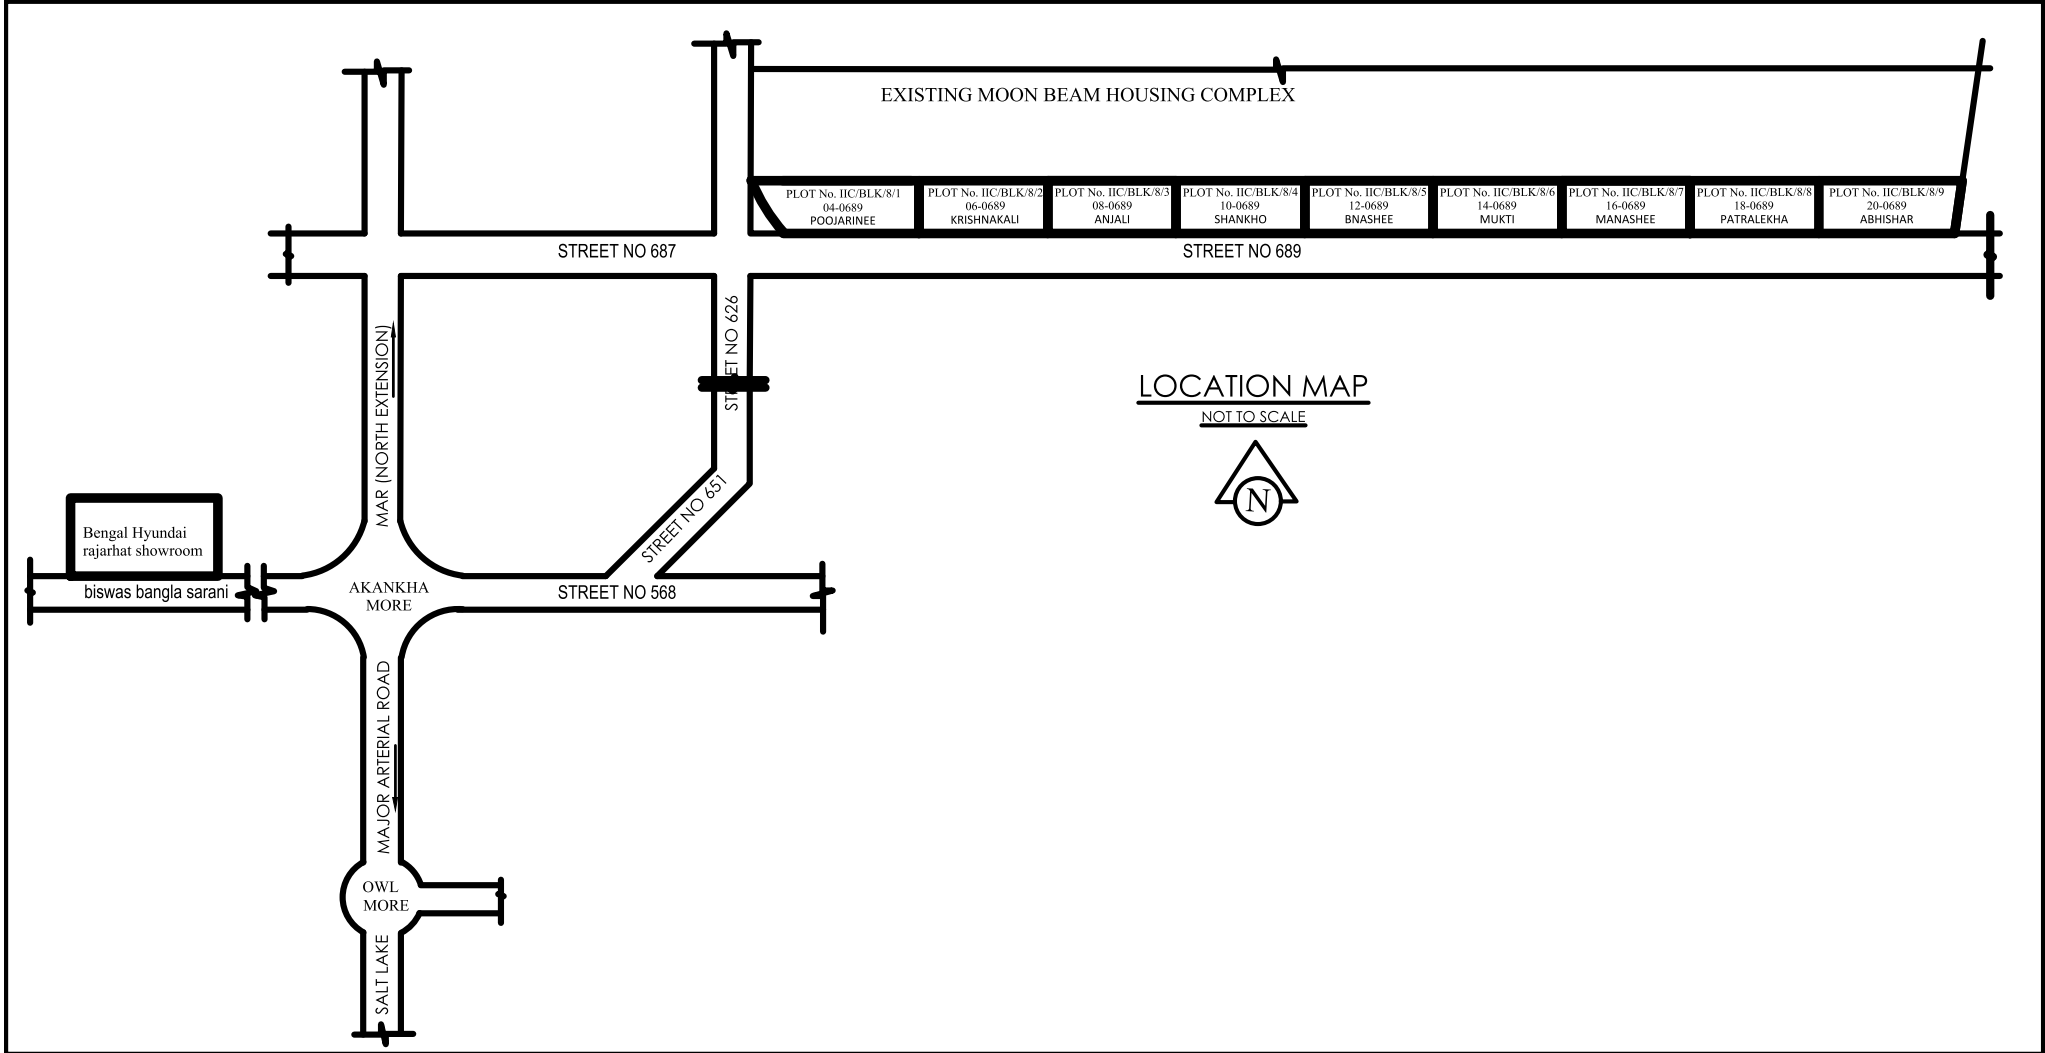 EXISTING MOON BEAM HOUSING COMPLEX
PLOT No. IIC/BLK/8/1
04-0689
POOJARINEE
PLOT No. IIC/BLK/8/2
06-0689
KRISHNAKALI
PLOT No. IIC/BLK/8/3
08-0689
ANJALI
PLOT No. IIC/BLK/8/4
10-0689
SHANKHO
PLOT No. IIC/BLK/8/5
12-0689
BNASHEE
PLOT No. IIC/BLK/8/6
14-0689
MUKTI
PLOT No. IIC/BLK/8/7
16-0689
MANASHEE
PLOT No. IIC/BLK/8/8
18-0689
PATRALEKHA
PLOT No. IIC/BLK/8/9
20-0689
ABHISHAR
STREET NO 687
STREET NO 689
STREET NO 626
MAR (NORTH EXTENSION)
LOCATION MAP
NOT TO SCALE
N
STREET NO 651
Bengal Hyundai
rajarhat showroom
biswas bangla sarani
AKANKHA
MORE
STREET NO 568
MAJOR ARTERIAL ROAD
OWL
MORE
SALT LAKE